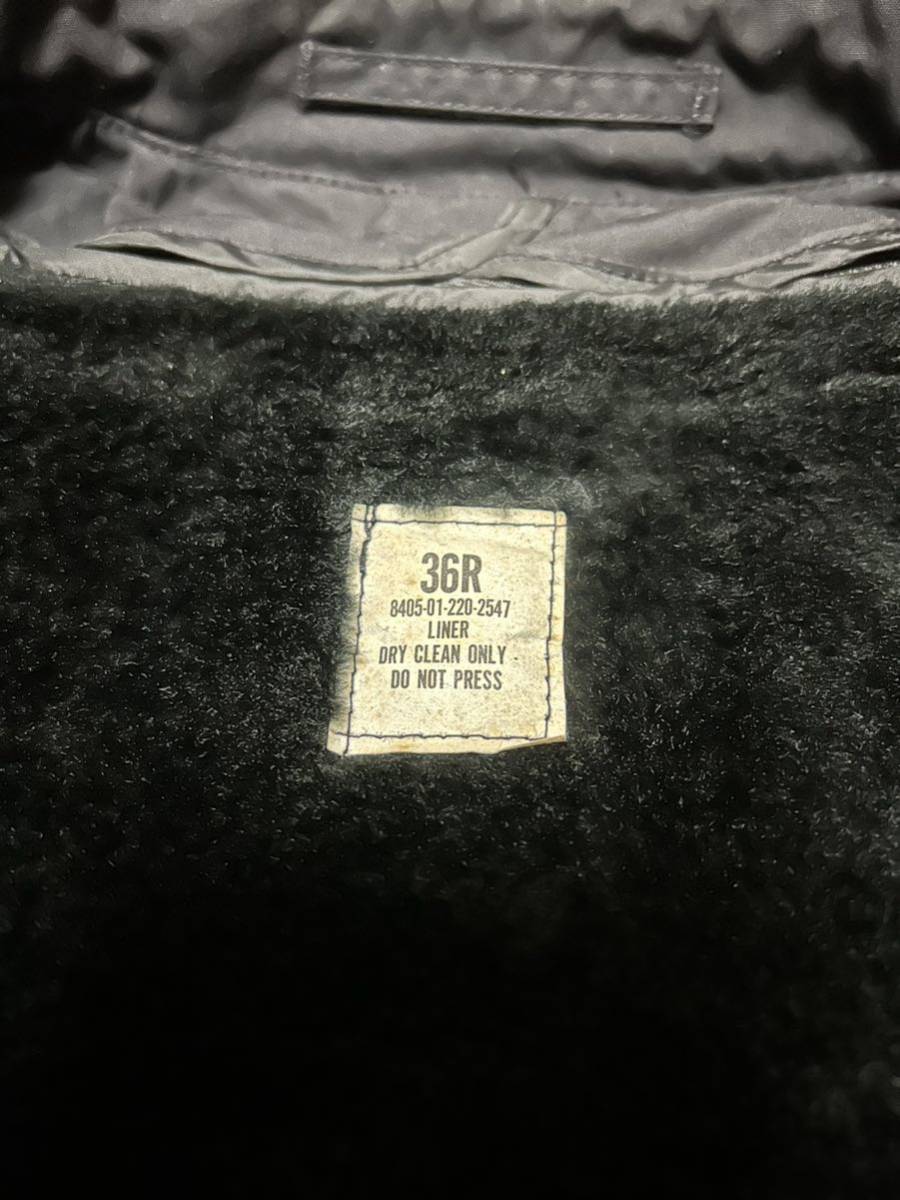 36R
8405-01-220-2547
LINER
DRY CLEAN ONLY
DO NOT PRESS